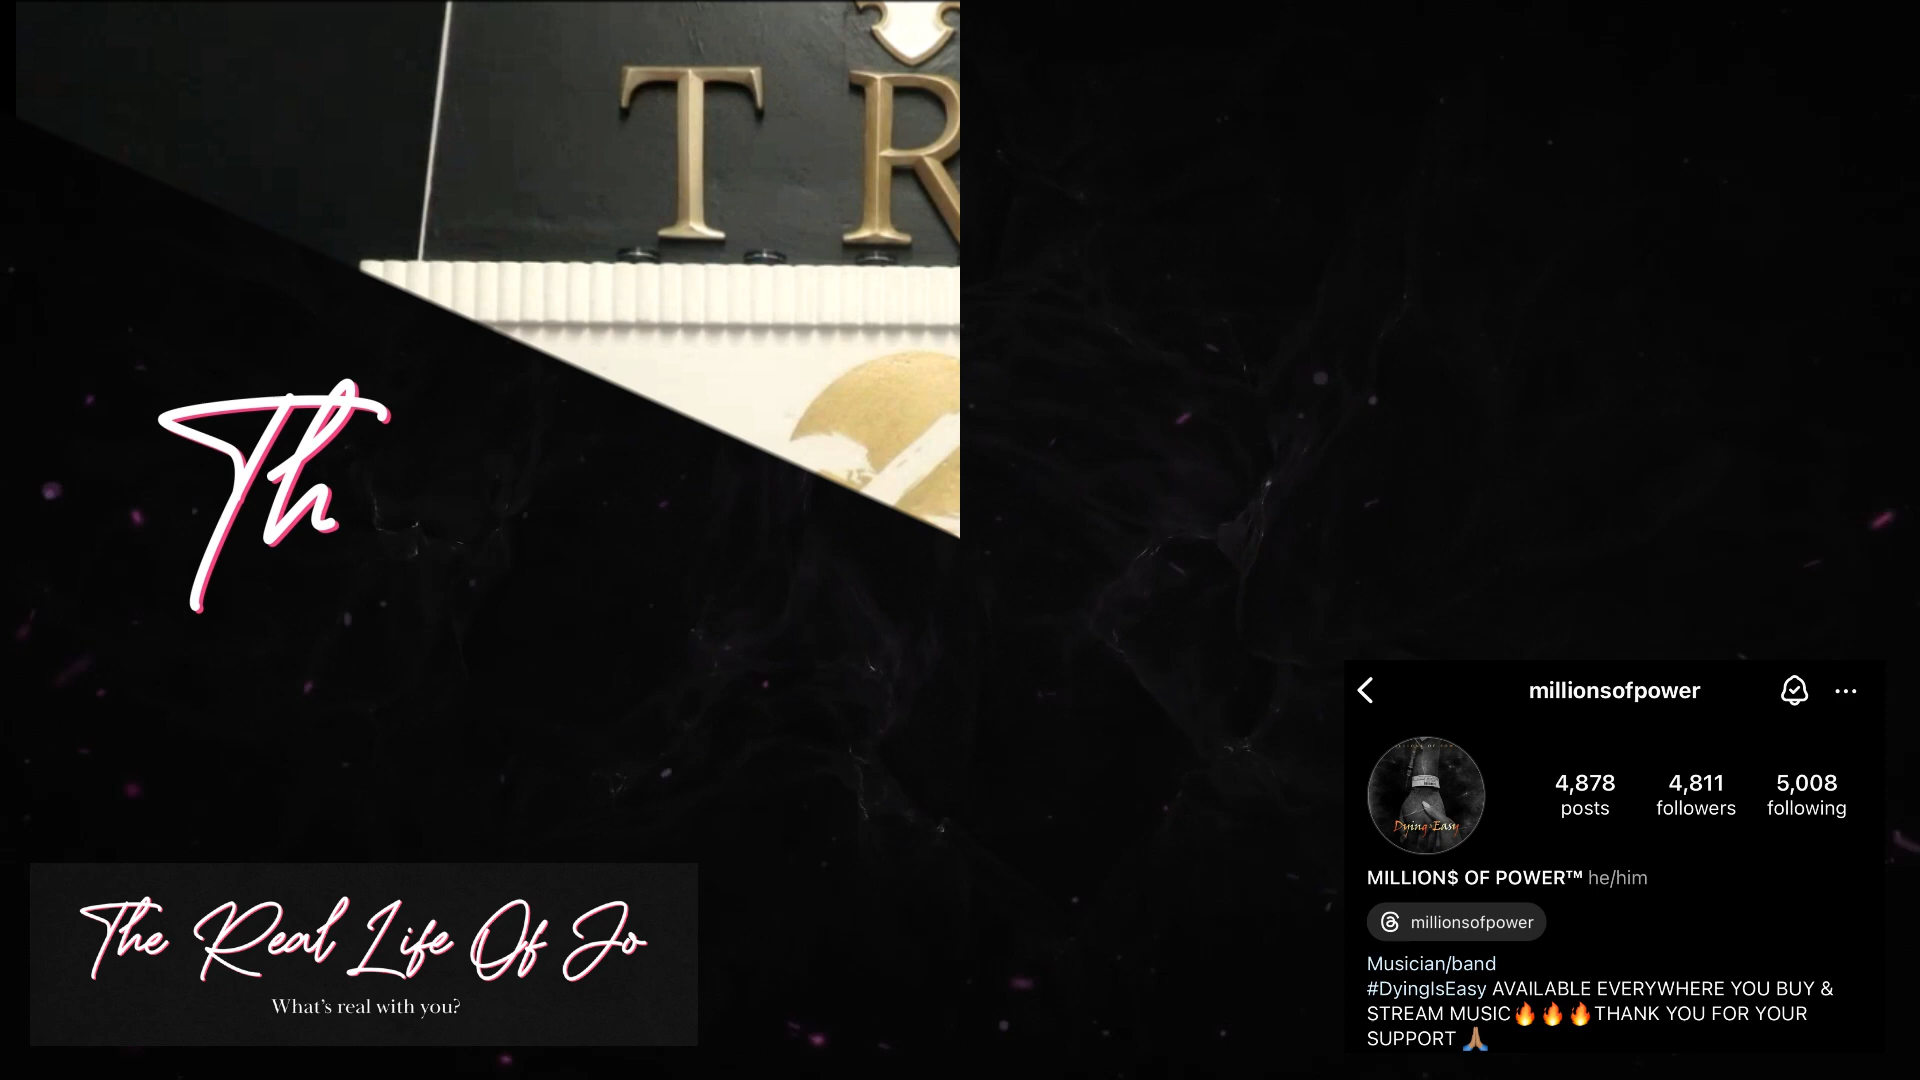 TR
Th
The Real Life Of Jo
What's real with you?
millionsofpower
Dying Easy
4,878 4,811 5,008
posts followers following
MILLION$ OF POWER™ he/him
millionsofpower
Musician/band
#DyingIsEasy AVAILABLE EVERYWHERE YOU BUY &
STREAM MUSIC🔥🔥🔥THANK YOU FOR YOUR
SUPPORT 🙏🏽